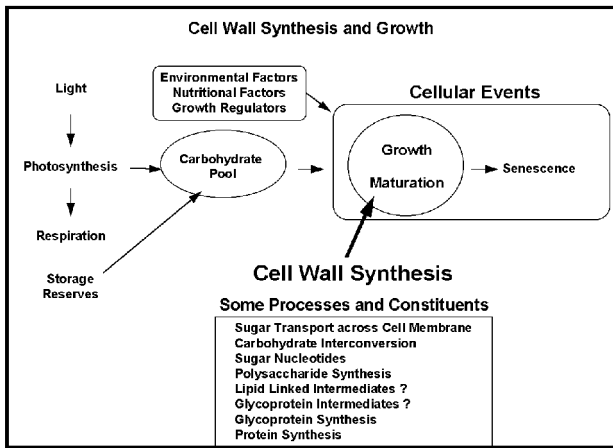 Cell Wall Synthesis and Growth
Environmental Factors
Nutritional Factors
Growth Regulators
Light
Cellular Events
Photosynthesis
Carbohydrate
Pool
Growth
Maturation
Senescence
Respiration
Storage
Reserves
Cell Wall Synthesis
Some Processes and Constituents
Sugar Transport across Cell Membrane
Carbohydrate Interconversion
Sugar Nucleotides
Polysaccharide Synthesis
Lipid Linked Intermediates ?
Glycoprotein Intermediates ?
Glycoprotein Synthesis
Protein Synthesis